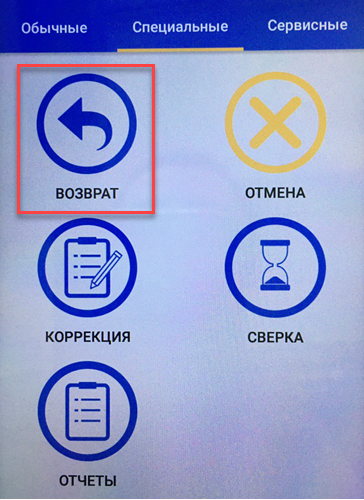 Обычные Специальные Сервисные
ВОЗВРАТ ОТМЕНА
КОРРЕКЦИЯ СВЕРКА
ОТЧЕТЫ